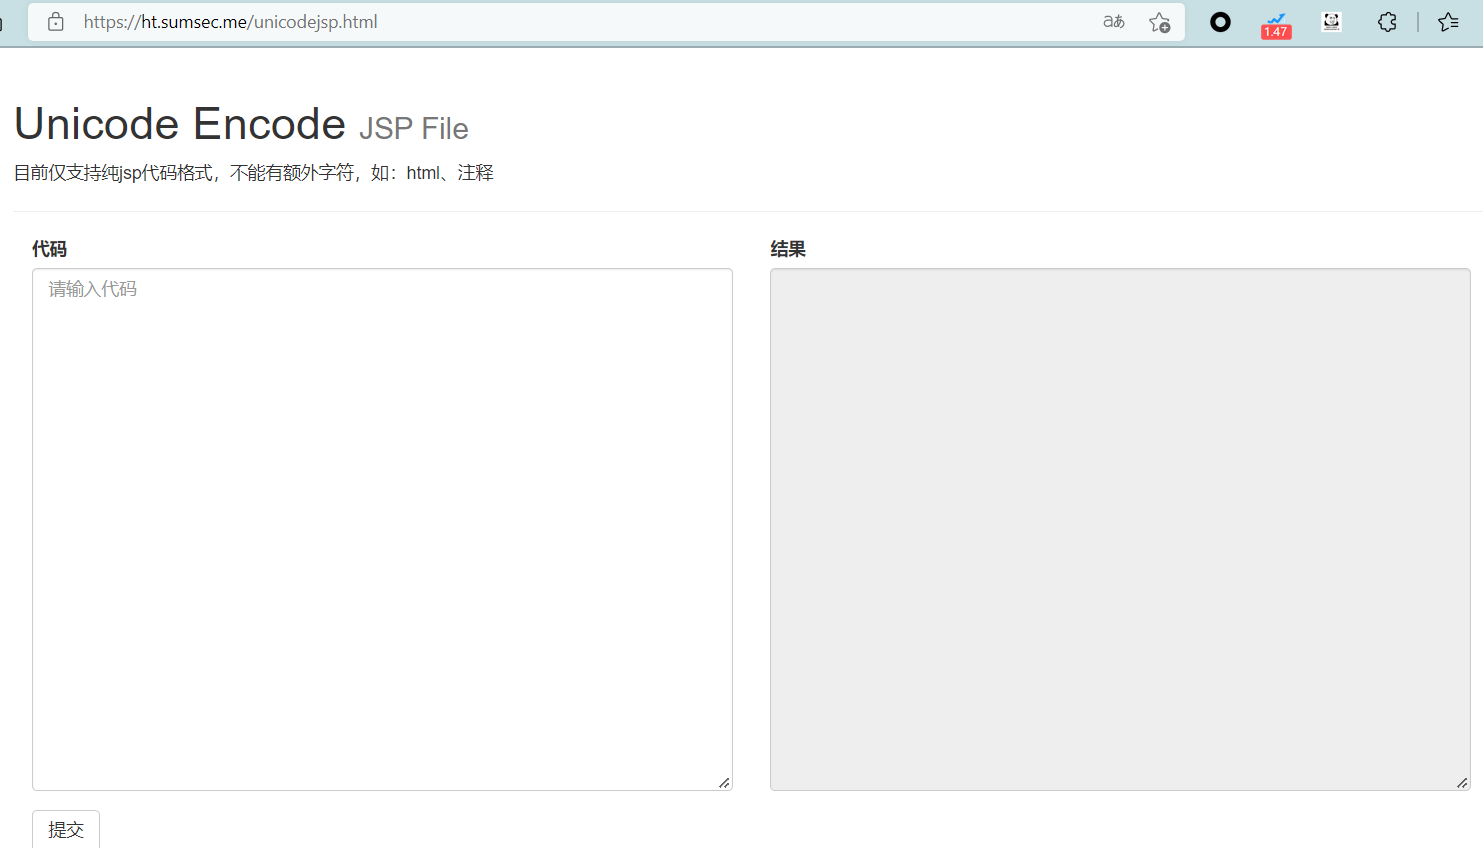 https://ht.sumsec.me/unicodejsp.html
aあ
1.47
Unicode Encode JSP File
目前仅支持纯jsp代码格式，不能有额外字符，如：html、注释
代码
结果
请输入代码
提交